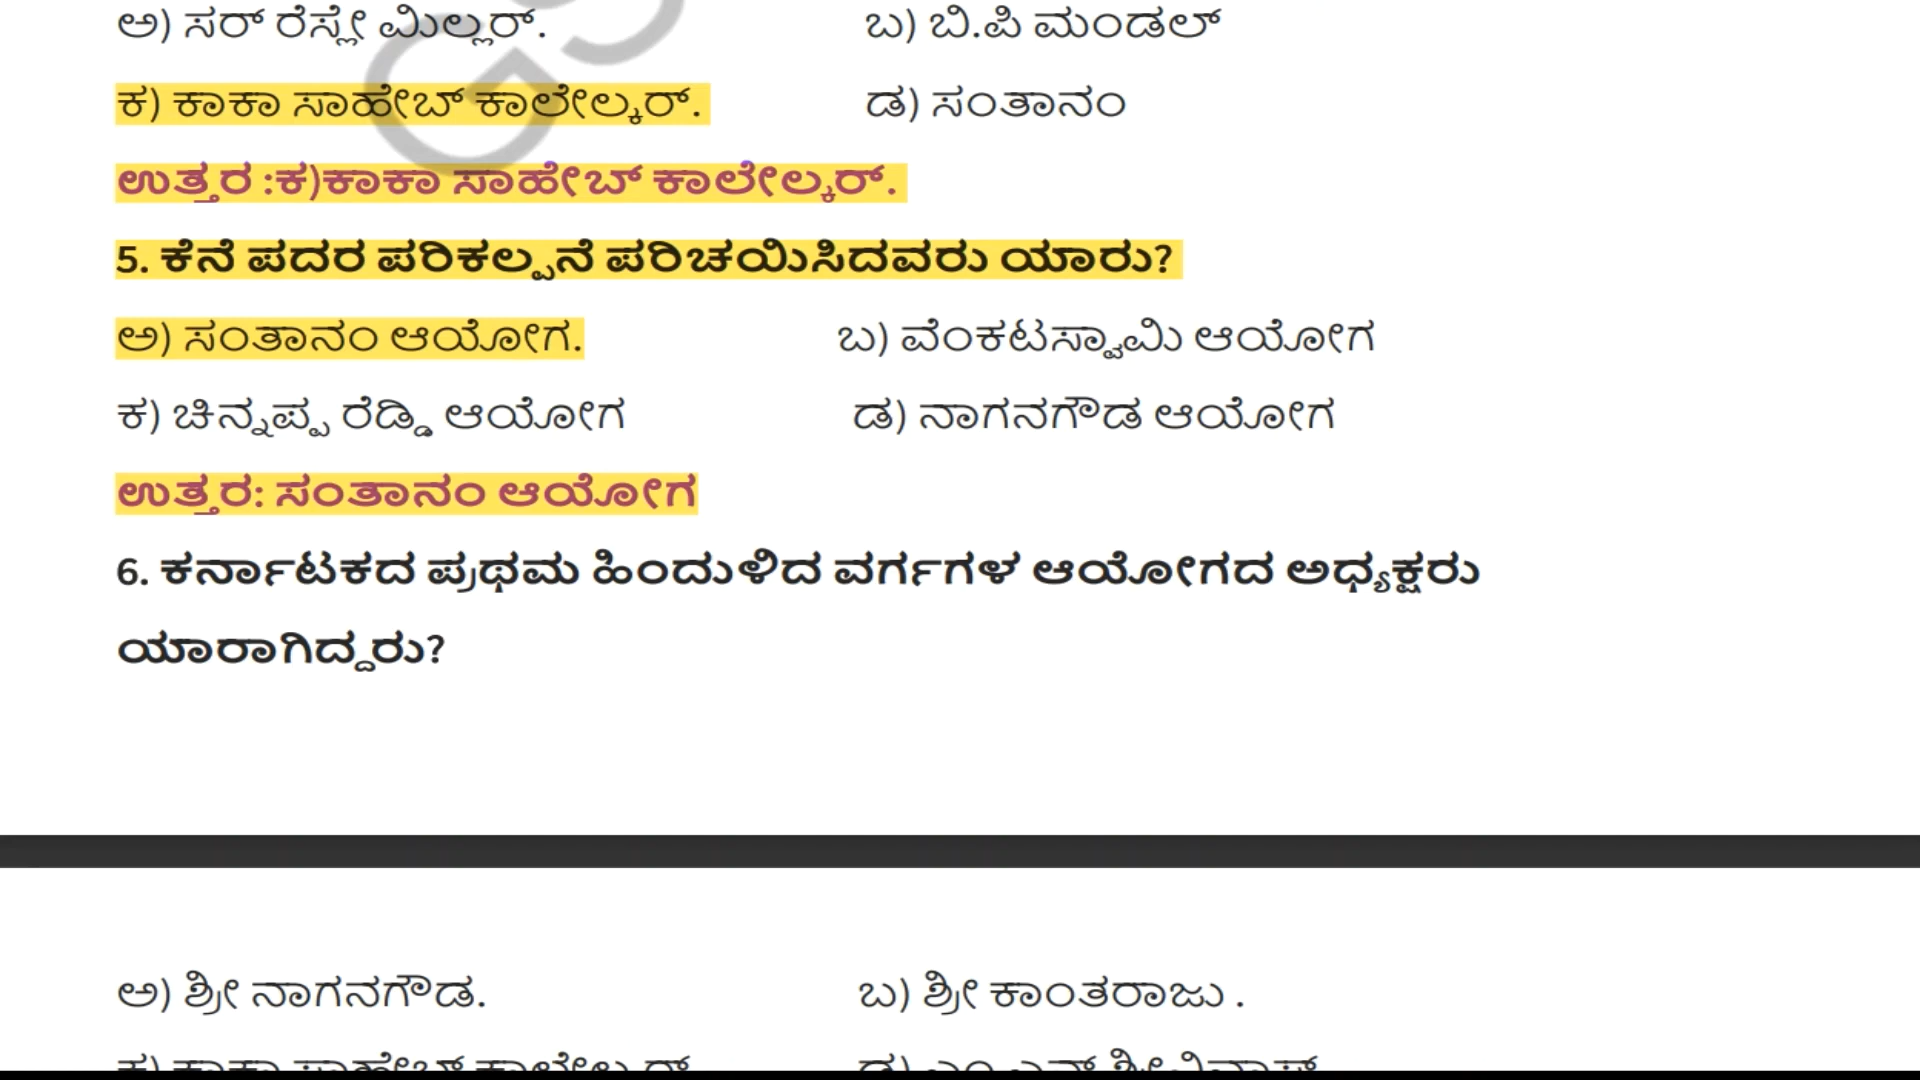 ಅ) ಸರ್ ರೆಸ್ಲೇ ಮಿಲ್ಲರ್. ಬ) ಬಿ.ಪಿ ಮಂಡಲ್
ಕ) ಕಾಕಾ ಸಾಹೇಬ್ ಕಾಲೇಲ್ಕರ್. ಡ) ಸಂತಾನಂ
ಉತ್ತರ :ಕ)ಕಾಕಾ ಸಾಹೇಬ್ ಕಾಲೇಲ್ಕರ್.
5. ಕೆನೆ ಪದರ ಪರಿಕಲ್ಪನೆ ಪರಿಚಯಿಸಿದವರು ಯಾರು?
ಅ) ಸಂತಾನಂ ಆಯೋಗ. ಬ) ವೆಂಕಟಸ್ವಾಮಿ ಆಯೋಗ
ಕ) ಚಿನ್ನಪ್ಪ ರೆಡ್ಡಿ ಆಯೋಗ ಡ) ನಾಗನಗೌಡ ಆಯೋಗ
ಉತ್ತರ: ಸಂತಾನಂ ಆಯೋಗ
6. ಕರ್ನಾಟಕದ ಪ್ರಥಮ ಹಿಂದುಳಿದ ವರ್ಗಗಳ ಆಯೋಗದ ಅಧ್ಯಕ್ಷರು
ಯಾರಾಗಿದ್ದರು?
ಅ) ಶ್ರೀ ನಾಗನಗೌಡ. ಬ) ಶ್ರೀ ಕಾಂತರಾಜು .
ಕ) ಕಾಕಾ ಸಾಹೇಬ್ ಕಾಲೇಲ್ಕರ್